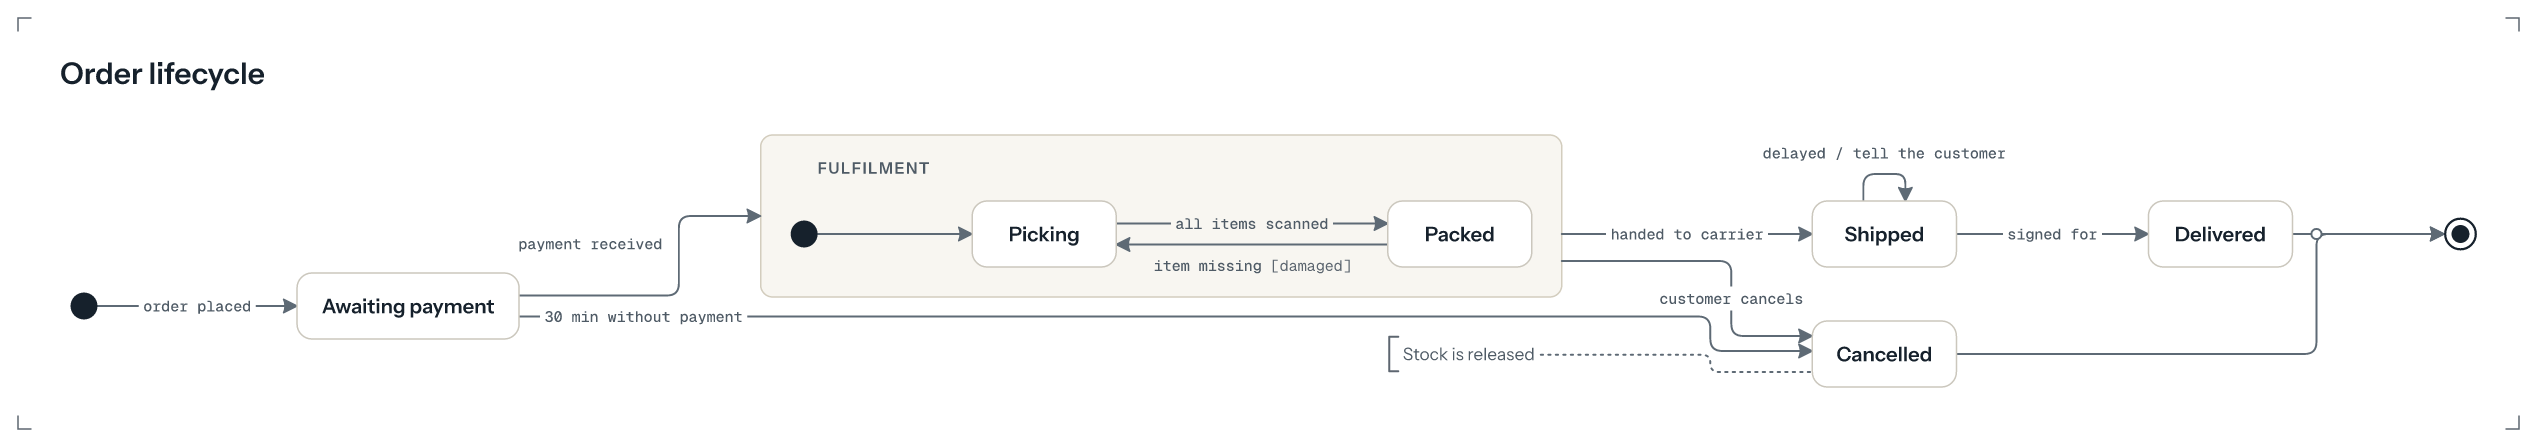 Order lifecycle
delayed / tell the customer
FULFILMENT
all items scanned
Picking
Packed
handed to carrier
Shipped
signed for
Delivered
payment received
item missing [damaged]
customer cancels
order placed
Awaiting payment
30 min without payment
Stock is released
Cancelled